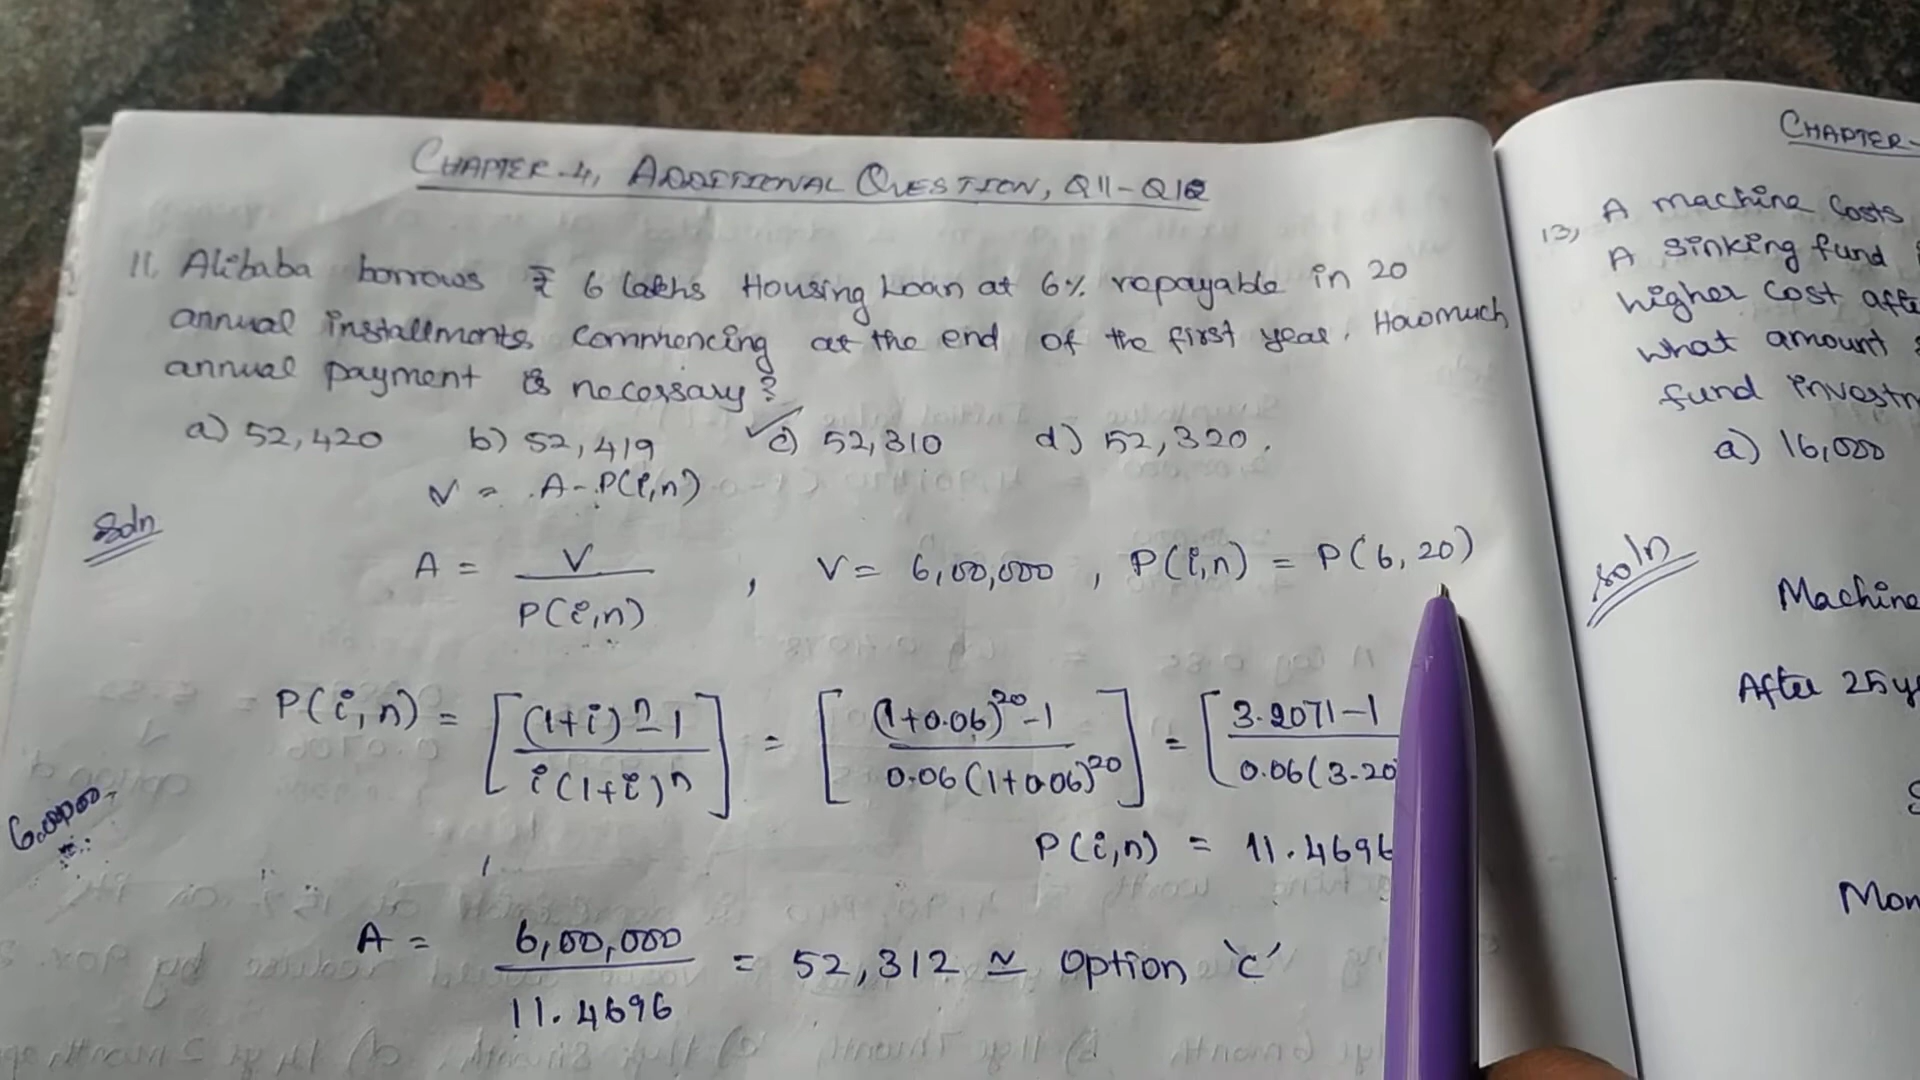 CHAPTER-4, ADDITIONAL QUESTION, Q11-Q12
11. Alibaba borrows ₹ 6 lakhs Housing Loan at 6% repayable in 20
annual installments commencing at the end of the first year. How much
annual payment is necessary?
a) 52,420 b) 52,419 ✓c) 52,310 d) 52,320.
V = A-P(i,n)
Soln
A = V / P(i,n) , V = 6,00,000 , P(i,n) = P(6,20)
P(i,n) = [(1+i)^n-1 / i(1+i)^n] = [(1+0.06)^20-1 / 0.06(1+0.06)^20] = [3.2071-1 / 0.06(3.20
P(i,n) = 11.4696
6,00,000
A = 6,00,000 / 11.4696 = 52,312 ≃ Option 'c'
CHAPTER-
13, A machine costs
A sinking fund
higher cost afte
what amount
fund investm
a) 16,000
soln
Machine
After 25y
Mon